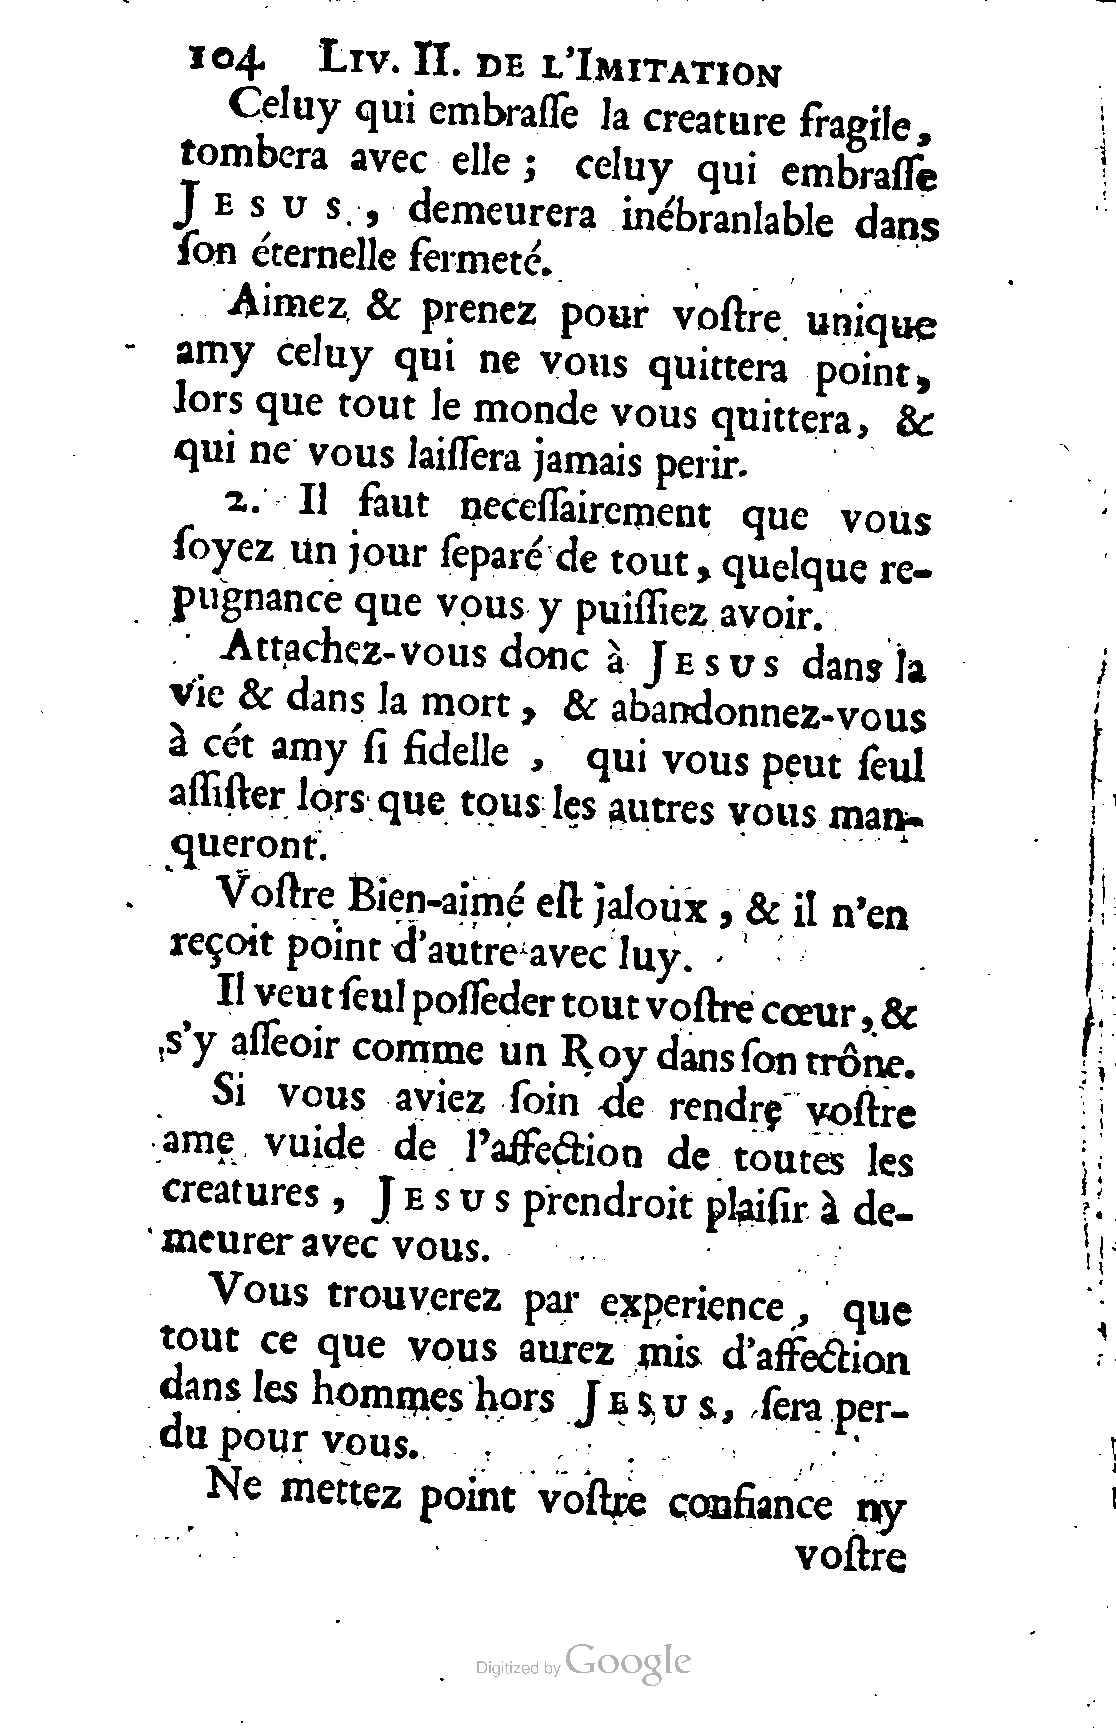 104 LIV. II. DE L'IMITATION
Celuy qui embraſſe la creature fragile,
tombera avec elle ; celuy qui embraſſe
JESUS, demeurera inébranlable dans
ſon éternelle fermeté.
Aimez & prenez pour voſtre unique
amy celuy qui ne vous quittera point,
lors que tout le monde vous quittera, &
qui ne vous laiſſera jamais perir.
2. Il faut neceſſairement que vous
ſoyez un jour ſeparé de tout, quelque re-
pugnance que vous y puiſſiez avoir.
Attachez-vous donc à JESUS dans la
vie & dans la mort, & abandonnez-vous
à cét amy ſi fidelle, qui vous peut ſeul
aſſiſter lors que tous les autres vous man-
queront.
Voſtre Bien-aimé eſt jaloux, & il n'en
reçoit point d'autre avec luy.
Il veut ſeul poſſeder tout voſtre cœur, &
s'y aſſeoir comme un Roy dans ſon trône.
Si vous aviez ſoin de rendre voſtre
ame vuide de l'affection de toutes les
creatures, JESUS prendroit plaiſir à de-
meurer avec vous.
Vous trouverez par experience, que
tout ce que vous aurez mis d'affection
dans les hommes hors JESUS, ſera per-
du pour vous.
Ne mettez point voſtre confiance ny
voſtre
Digitized by Google